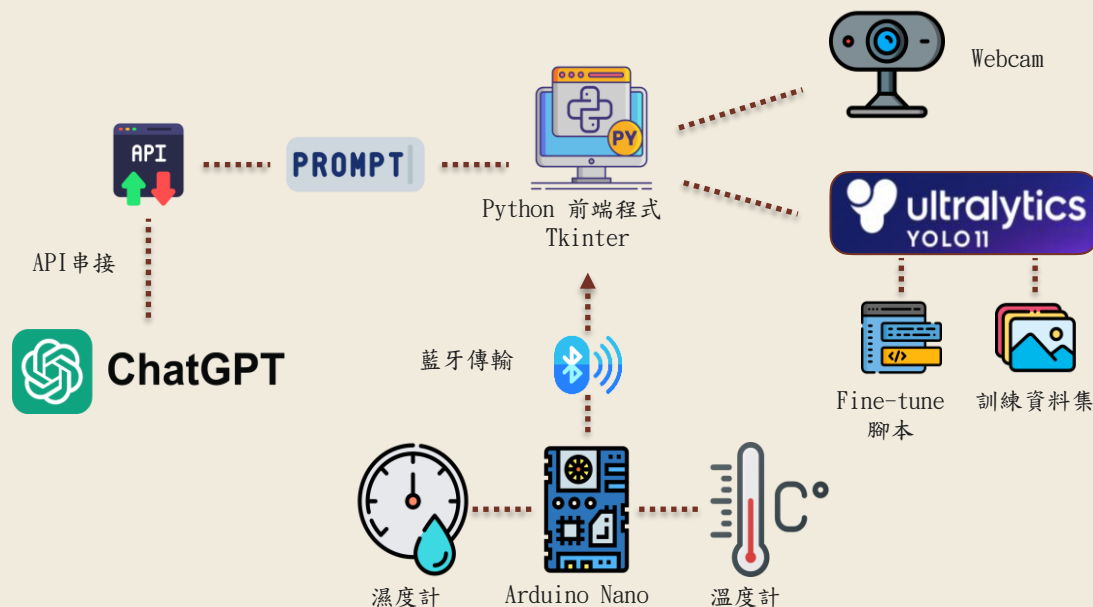 Webcam
API
PROMPT
PY
Python 前端程式
Tkinter
ultralytics
YOLO11
API串接
ChatGPT
藍牙傳輸
Fine-tune
腳本
訓練資料集
C°
濕度計
Arduino Nano
溫度計